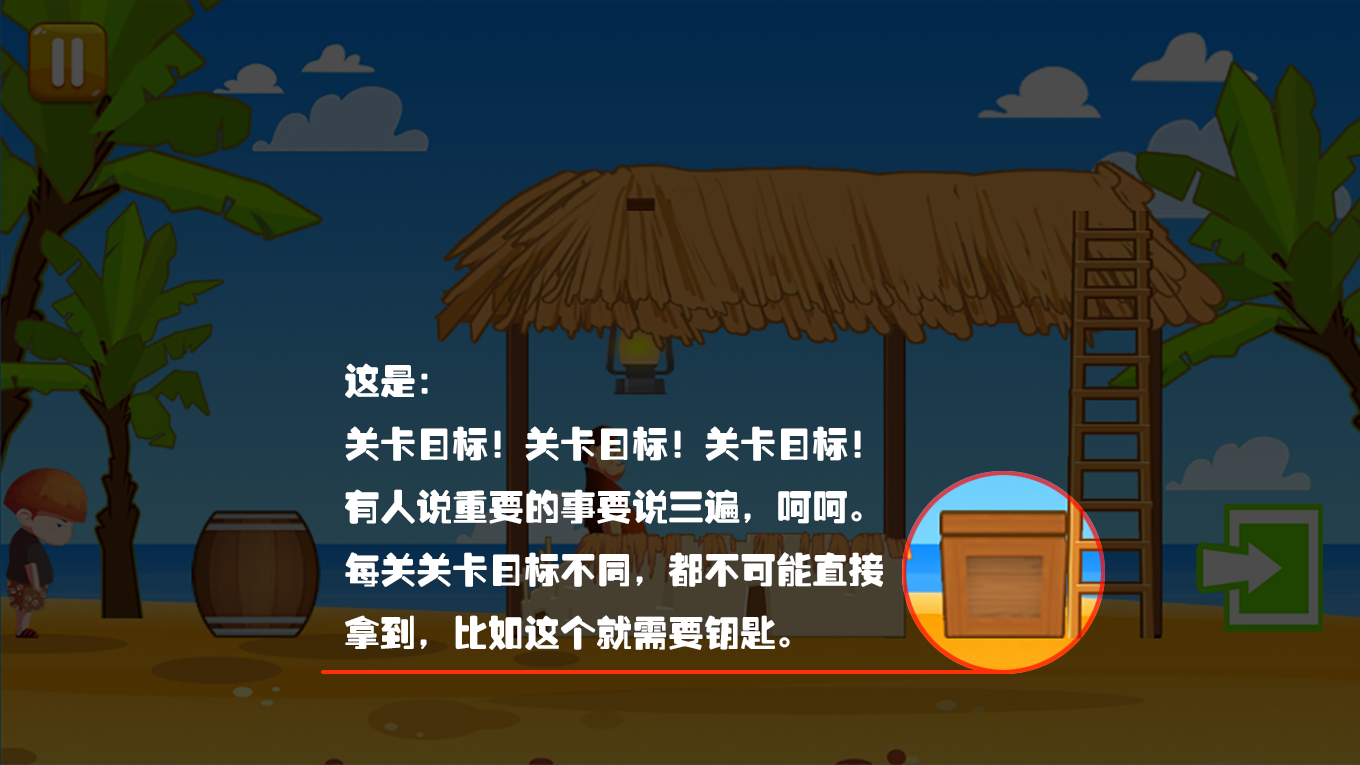 这是：
关卡目标！关卡目标！关卡目标！
有人说重要的事要说三遍，呵呵。
每关关卡目标不同，都不可能直接
拿到，比如这个就需要钥匙。